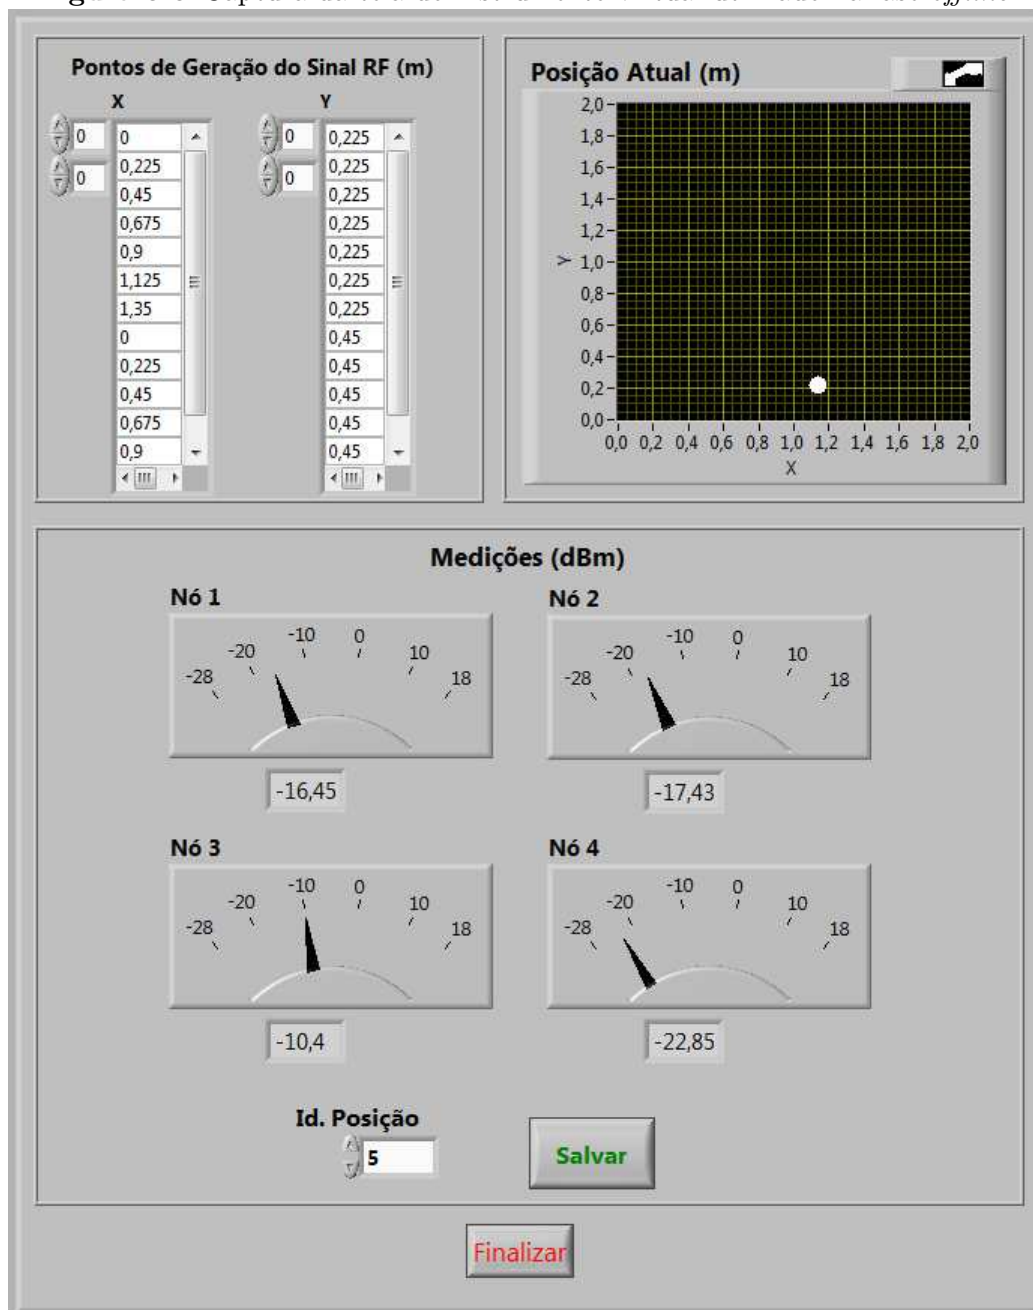 Pontos de Geração do Sinal RF (m)
X
Y
0
0
0
0,225
0,45
0,675
0,9
1,125
1,35
0
0,225
0,45
0,675
0,9
0
0
0,225
0,225
0,225
0,225
0,225
0,225
0,225
0,45
0,45
0,45
0,45
0,45
Posição Atual (m)
2,0
1,8
1,6
1,4
1,2
1,0
0,8
0,6
0,4
0,2
0,0
Y
0,0 0,2 0,4 0,6 0,8 1,0 1,2 1,4 1,6 1,8 2,0
X
Medições (dBm)
Nó 1
-28 -20 -10 0 10 18
-16,45
Nó 2
-28 -20 -10 0 10 18
-17,43
Nó 3
-28 -20 -10 0 10 18
-10,4
Nó 4
-28 -20 -10 0 10 18
-22,85
Id. Posição
5
Salvar
Finalizar